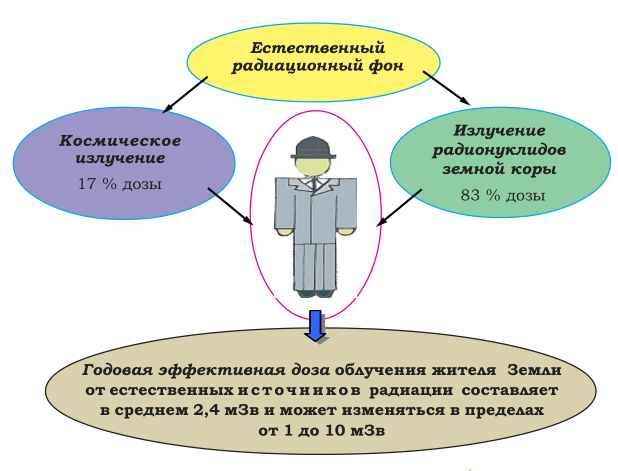 Естественный
радиационный фон
Космическое
излучение
17 % дозы
Излучение
радионуклидов
земной коры
83 % дозы
Годовая эффективная доза облучения жителя Земли
от естественных источников радиации составляет
в среднем 2,4 мЗв и может изменяться в пределах
от 1 до 10 мЗв